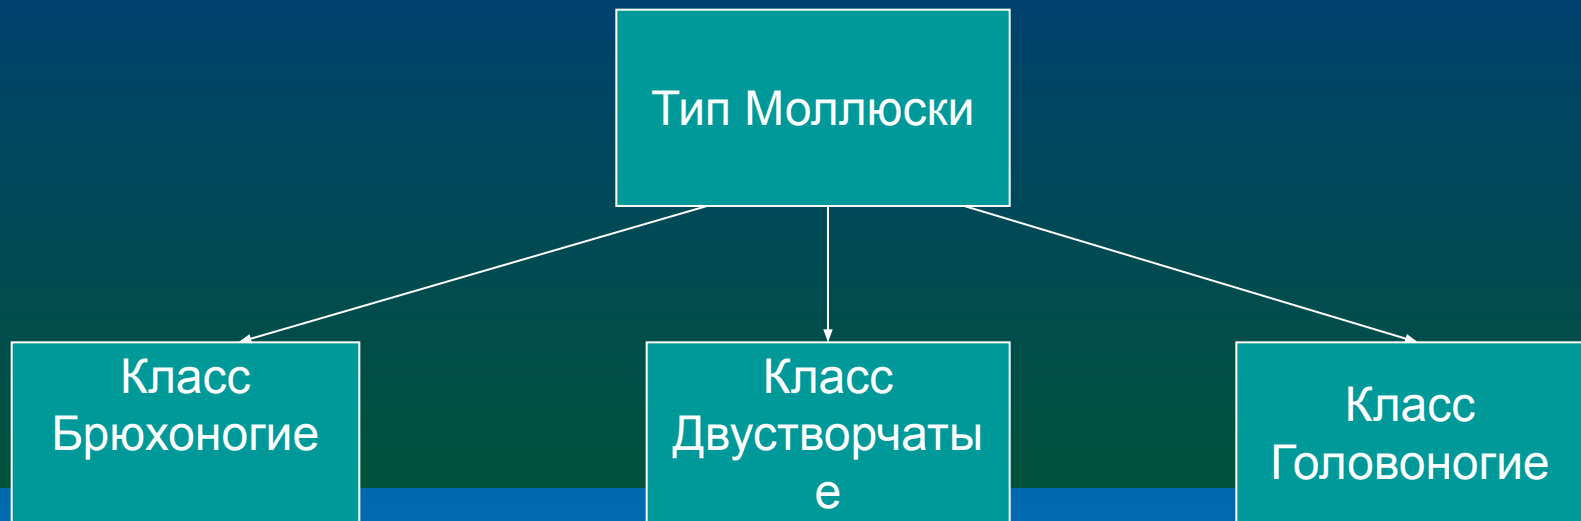 Тип Моллюски
Класс
Брюхоногие
Класс
Двустворчаты
е
Класс
Головоногие